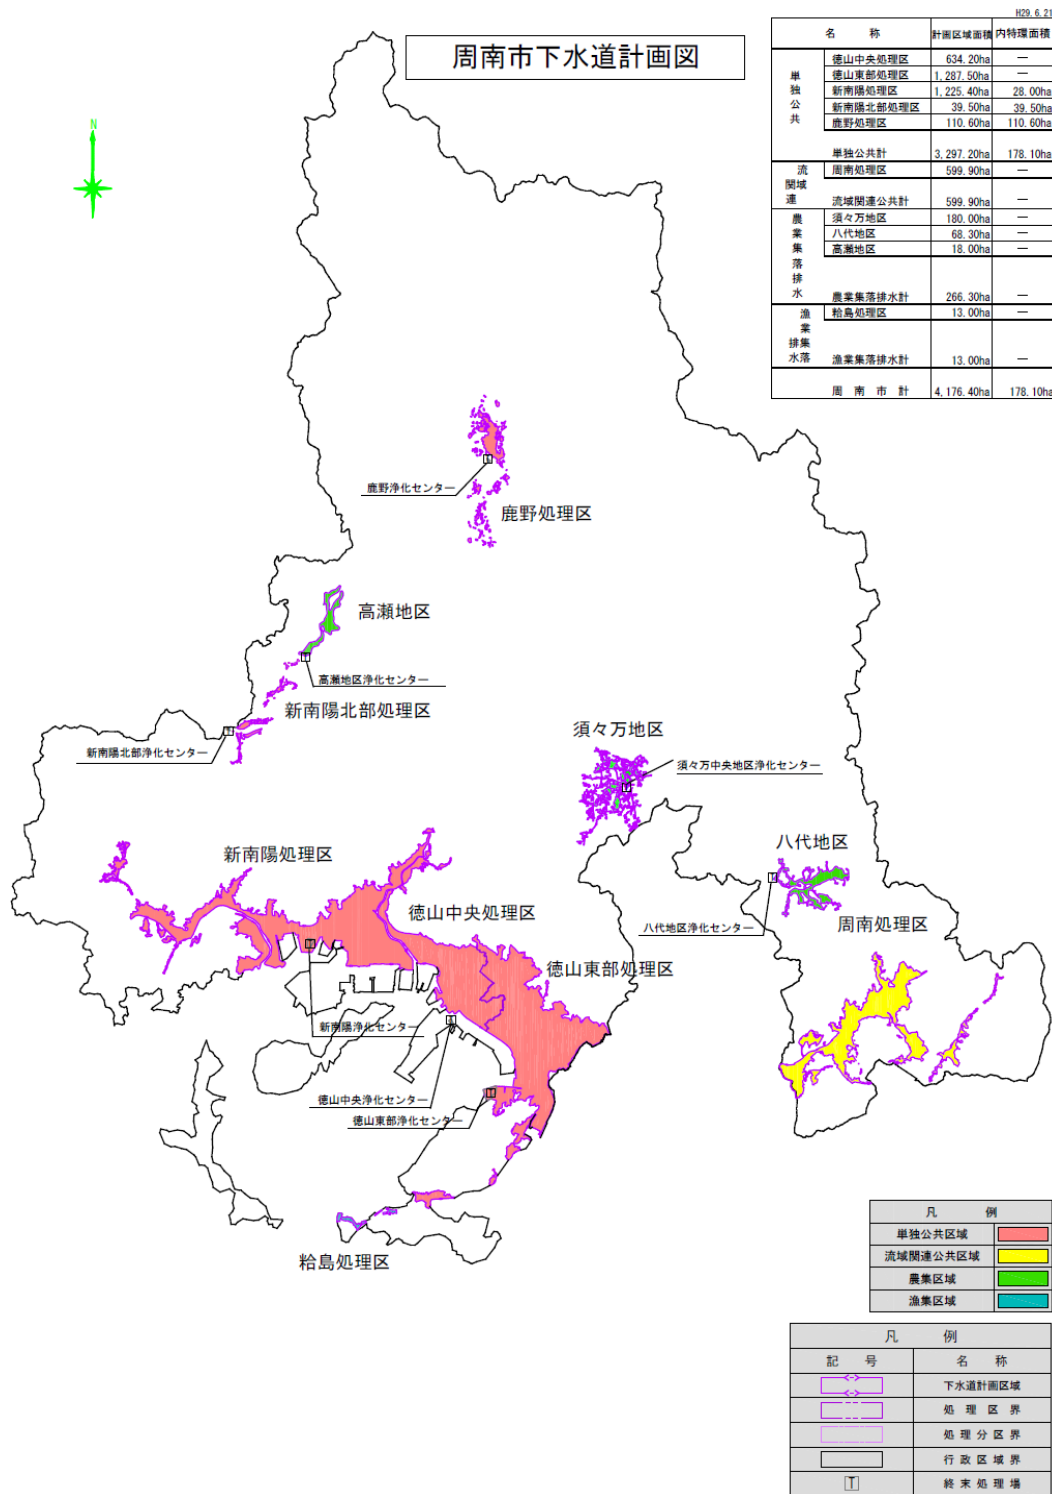 H29.6.21
周南市下水道計画図
名 称 計画区域面積 内特環面積
単独公共
徳山中央処理区 634.20ha —
徳山東部処理区 1,287.50ha —
新南陽処理区 1,225.40ha 28.00ha
新南陽北部処理区 39.50ha 39.50ha
鹿野処理区 110.60ha 110.60ha
単独公共計 3,297.20ha 178.10ha
流域関連
周南処理区 599.90ha —
流域関連公共計 599.90ha —
農業集落排水
須々万地区 180.00ha —
八代地区 68.30ha —
高瀬地区 18.00ha —
農業集落排水計 266.30ha —
漁業集落排水
粭島処理区 13.00ha —
漁業集落排水計 13.00ha —
周南市計 4,176.40ha 178.10ha
N
鹿野浄化センター
鹿野処理区
高瀬地区
高瀬地区浄化センター
新南陽北部処理区
新南陽北部浄化センター
須々万地区
須々万中央地区浄化センター
八代地区
新南陽処理区
徳山中央処理区
八代地区浄化センター
周南処理区
徳山東部処理区
新南陽浄化センター
徳山中央浄化センター
徳山東部浄化センター
粭島処理区
凡 例
単独公共区域
流域関連公共区域
農集区域
漁集区域
凡 例
記 号 名 称
下水道計画区域
処理区界
処理分区界
行政区域界
T 終末処理場